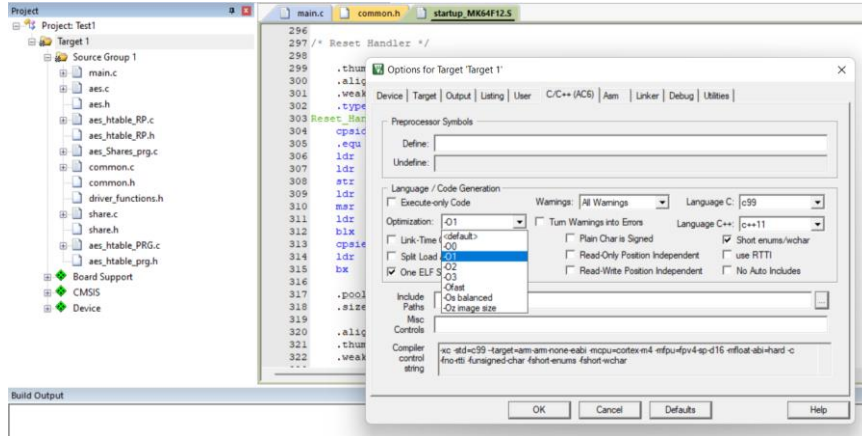 Project
Project: Test1
Target 1
Source Group 1
main.c
aes.c
aes.h
aes_htable_RP.c
aes_htable_RP.h
aes_Shares_prg.c
common.c
common.h
driver_functions.h
share.c
share.h
aes_htable_PRG.c
aes_htable_prg.h
Board Support
CMSIS
Device
main.c common.h startup_MK64F12.S
296
297 /* Reset Handler */
298
299 .thum
300 .alig
301 .weak
302 .type
303 Reset_Han
304 cpsid
305 .equ
306 ldr
307 ldr
308 str
309 ldr
310 msr
311 ldr
312 blx
313 cpsie
314 ldr
315 bx
316
317 .pool
318 .size
319
320 .alig
321 .thum
322 .weak
Options for Target 'Target 1'
Device Target Output Listing User C/C++ (AC6) Asm Linker Debug Utilities
Preprocessor Symbols
Define:
Undefine:
Language / Code Generation
Execute-only Code Warnings: All Warnings Language C: c99
Optimization: -O1 Turn Warnings into Errors Language C++: c++11
<default>
-O0
-O1
-O2
-O3
-Ofast
-Os balanced
-Oz image size
Link-Time Plain Char is Signed Short enums/wchar
Split Load Read-Only Position Independent use RTTI
One ELF S Read-Write Position Independent No Auto Includes
Include Paths ...
Misc Controls
Compiler control string
-xc -std=c99 --target=arm-arm-none-eabi -mcpu=cortex-m4 -mfpu=fpv4-sp-d16 -mfloat-abi=hard -c
-fno-rtti -funsigned-char -fshort-enums -fshort-wchar
OK Cancel Defaults Help
Build Output